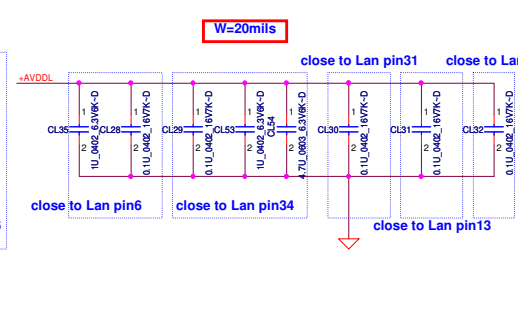 W=20mils
close to Lan pin31
close to La
+AVDDL
1
1
1
1
1
1
1
1
CL35
1U_0402_6.3V6K~D
CL28
0.1U_0402_16V7K~D
CL29
0.1U_0402_16V7K~D
CL53
1U_0402_6.3V6K~D
CL54
4.7U_0603_6.3V6K~D
CL30
0.1U_0402_16V7K~D
CL31
0.1U_0402_16V7K~D
CL32
0.1U_0402_16V7K~D
2
2
2
2
2
2
2
2
close to Lan pin6
close to Lan pin34
close to Lan pin13